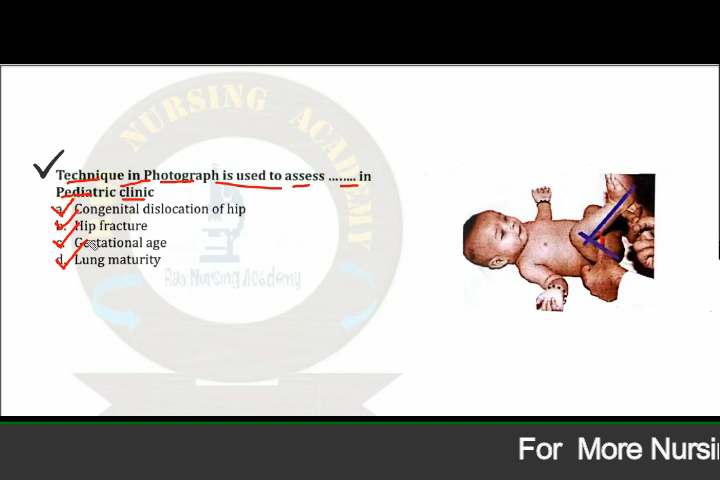 NURSING ACADEMY
Technique in Photograph is used to assess ........ in
Pediatric clinic
a. Congenital dislocation of hip
b. Hip fracture
c. Gestational age
d. Lung maturity
Rao Nursing Academy
For More Nursi